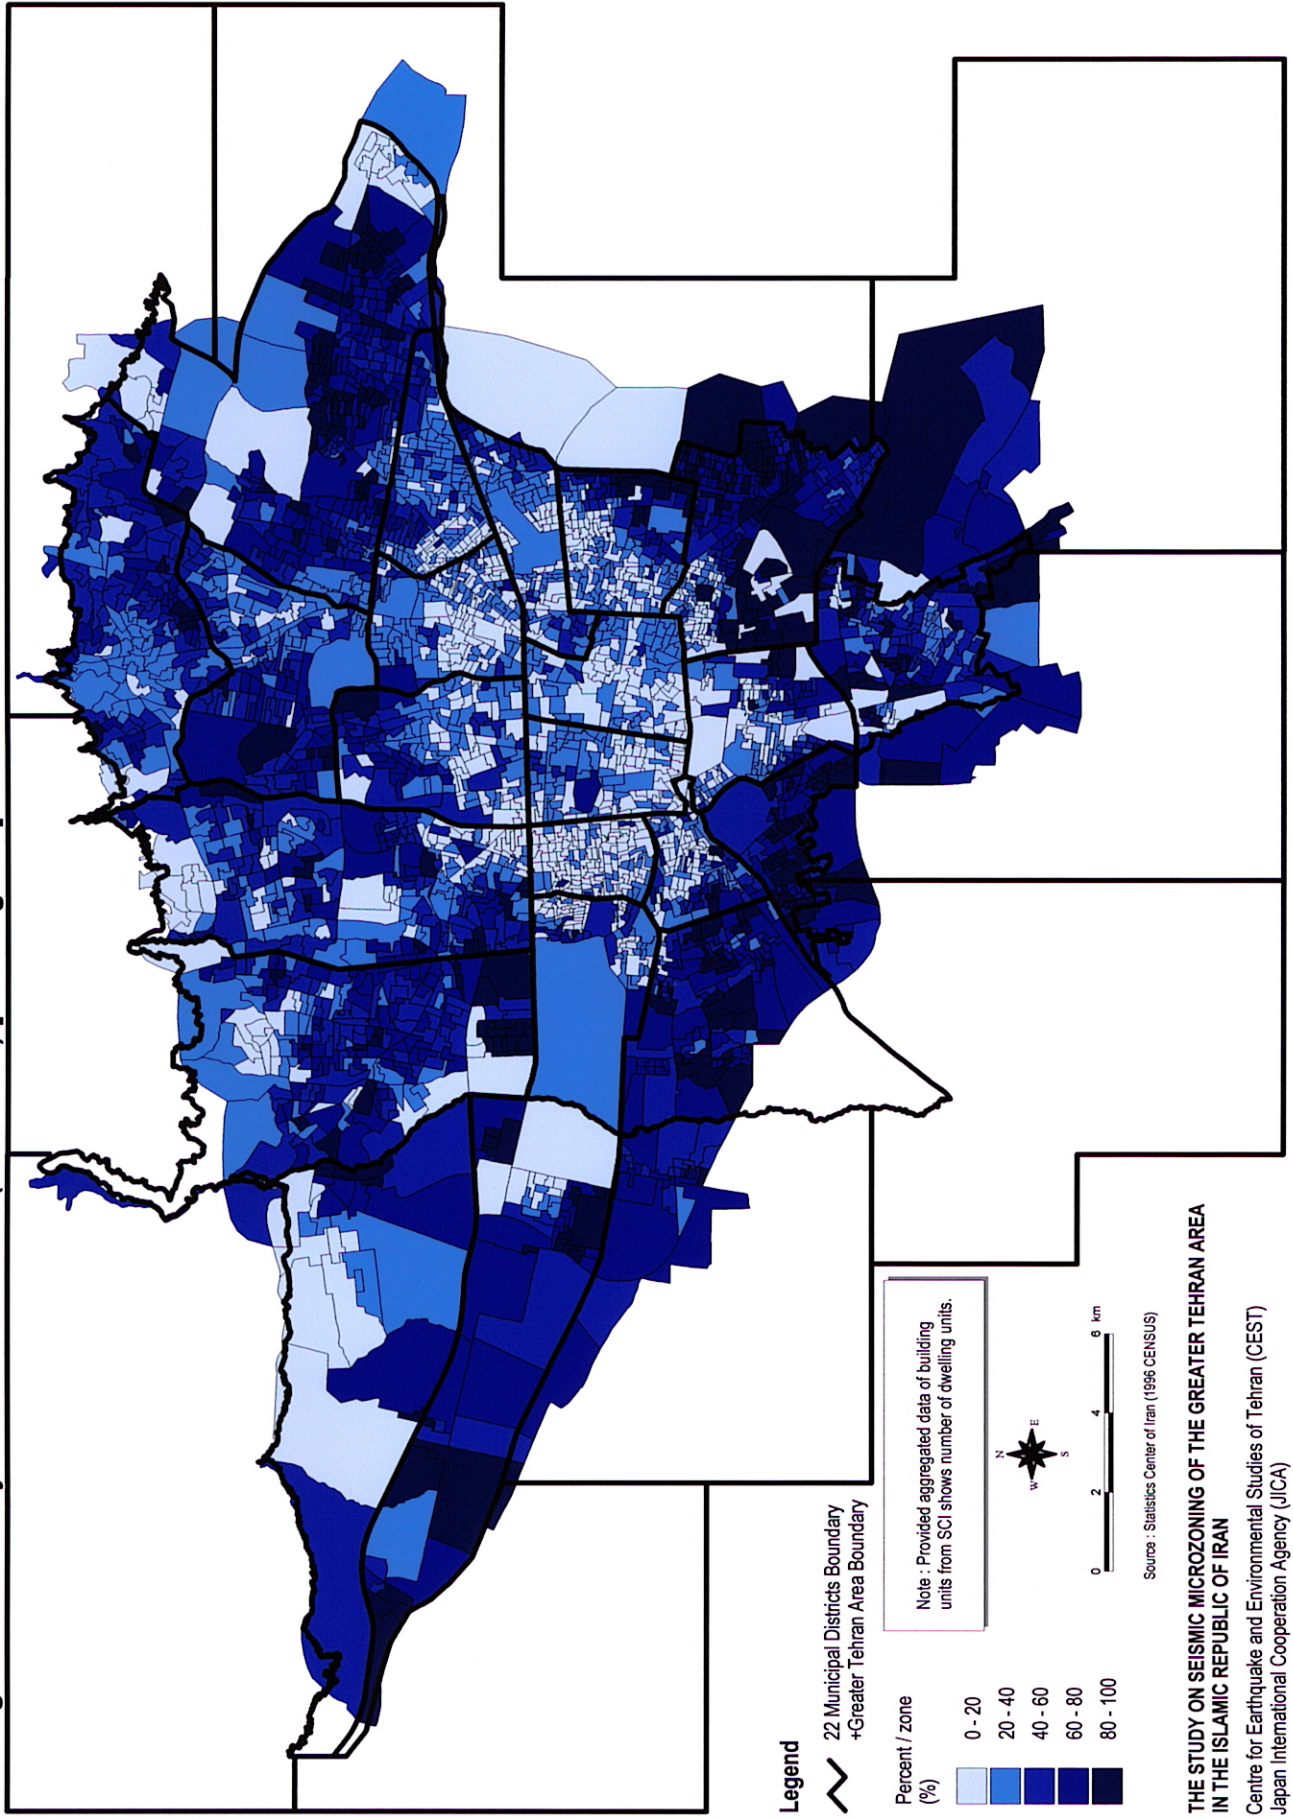 Legend
22 Municipal Districts Boundary
+Greater Tehran Area Boundary
Percent / zone
(%)
0 - 20
20 - 40
40 - 60
60 - 80
80 - 100
Note : Provided aggregated data of building
units from SCI shows number of dwelling units.
N
W E
S
0 2 4 6 km
Source : Statistics Center of Iran (1996 CENSUS)
THE STUDY ON SEISMIC MICROZONING OF THE GREATER TEHRAN AREA
IN THE ISLAMIC REPUBLIC OF IRAN
Centre for Earthquake and Environmental Studies of Tehran (CEST)
Japan International Cooperation Agency (JICA)